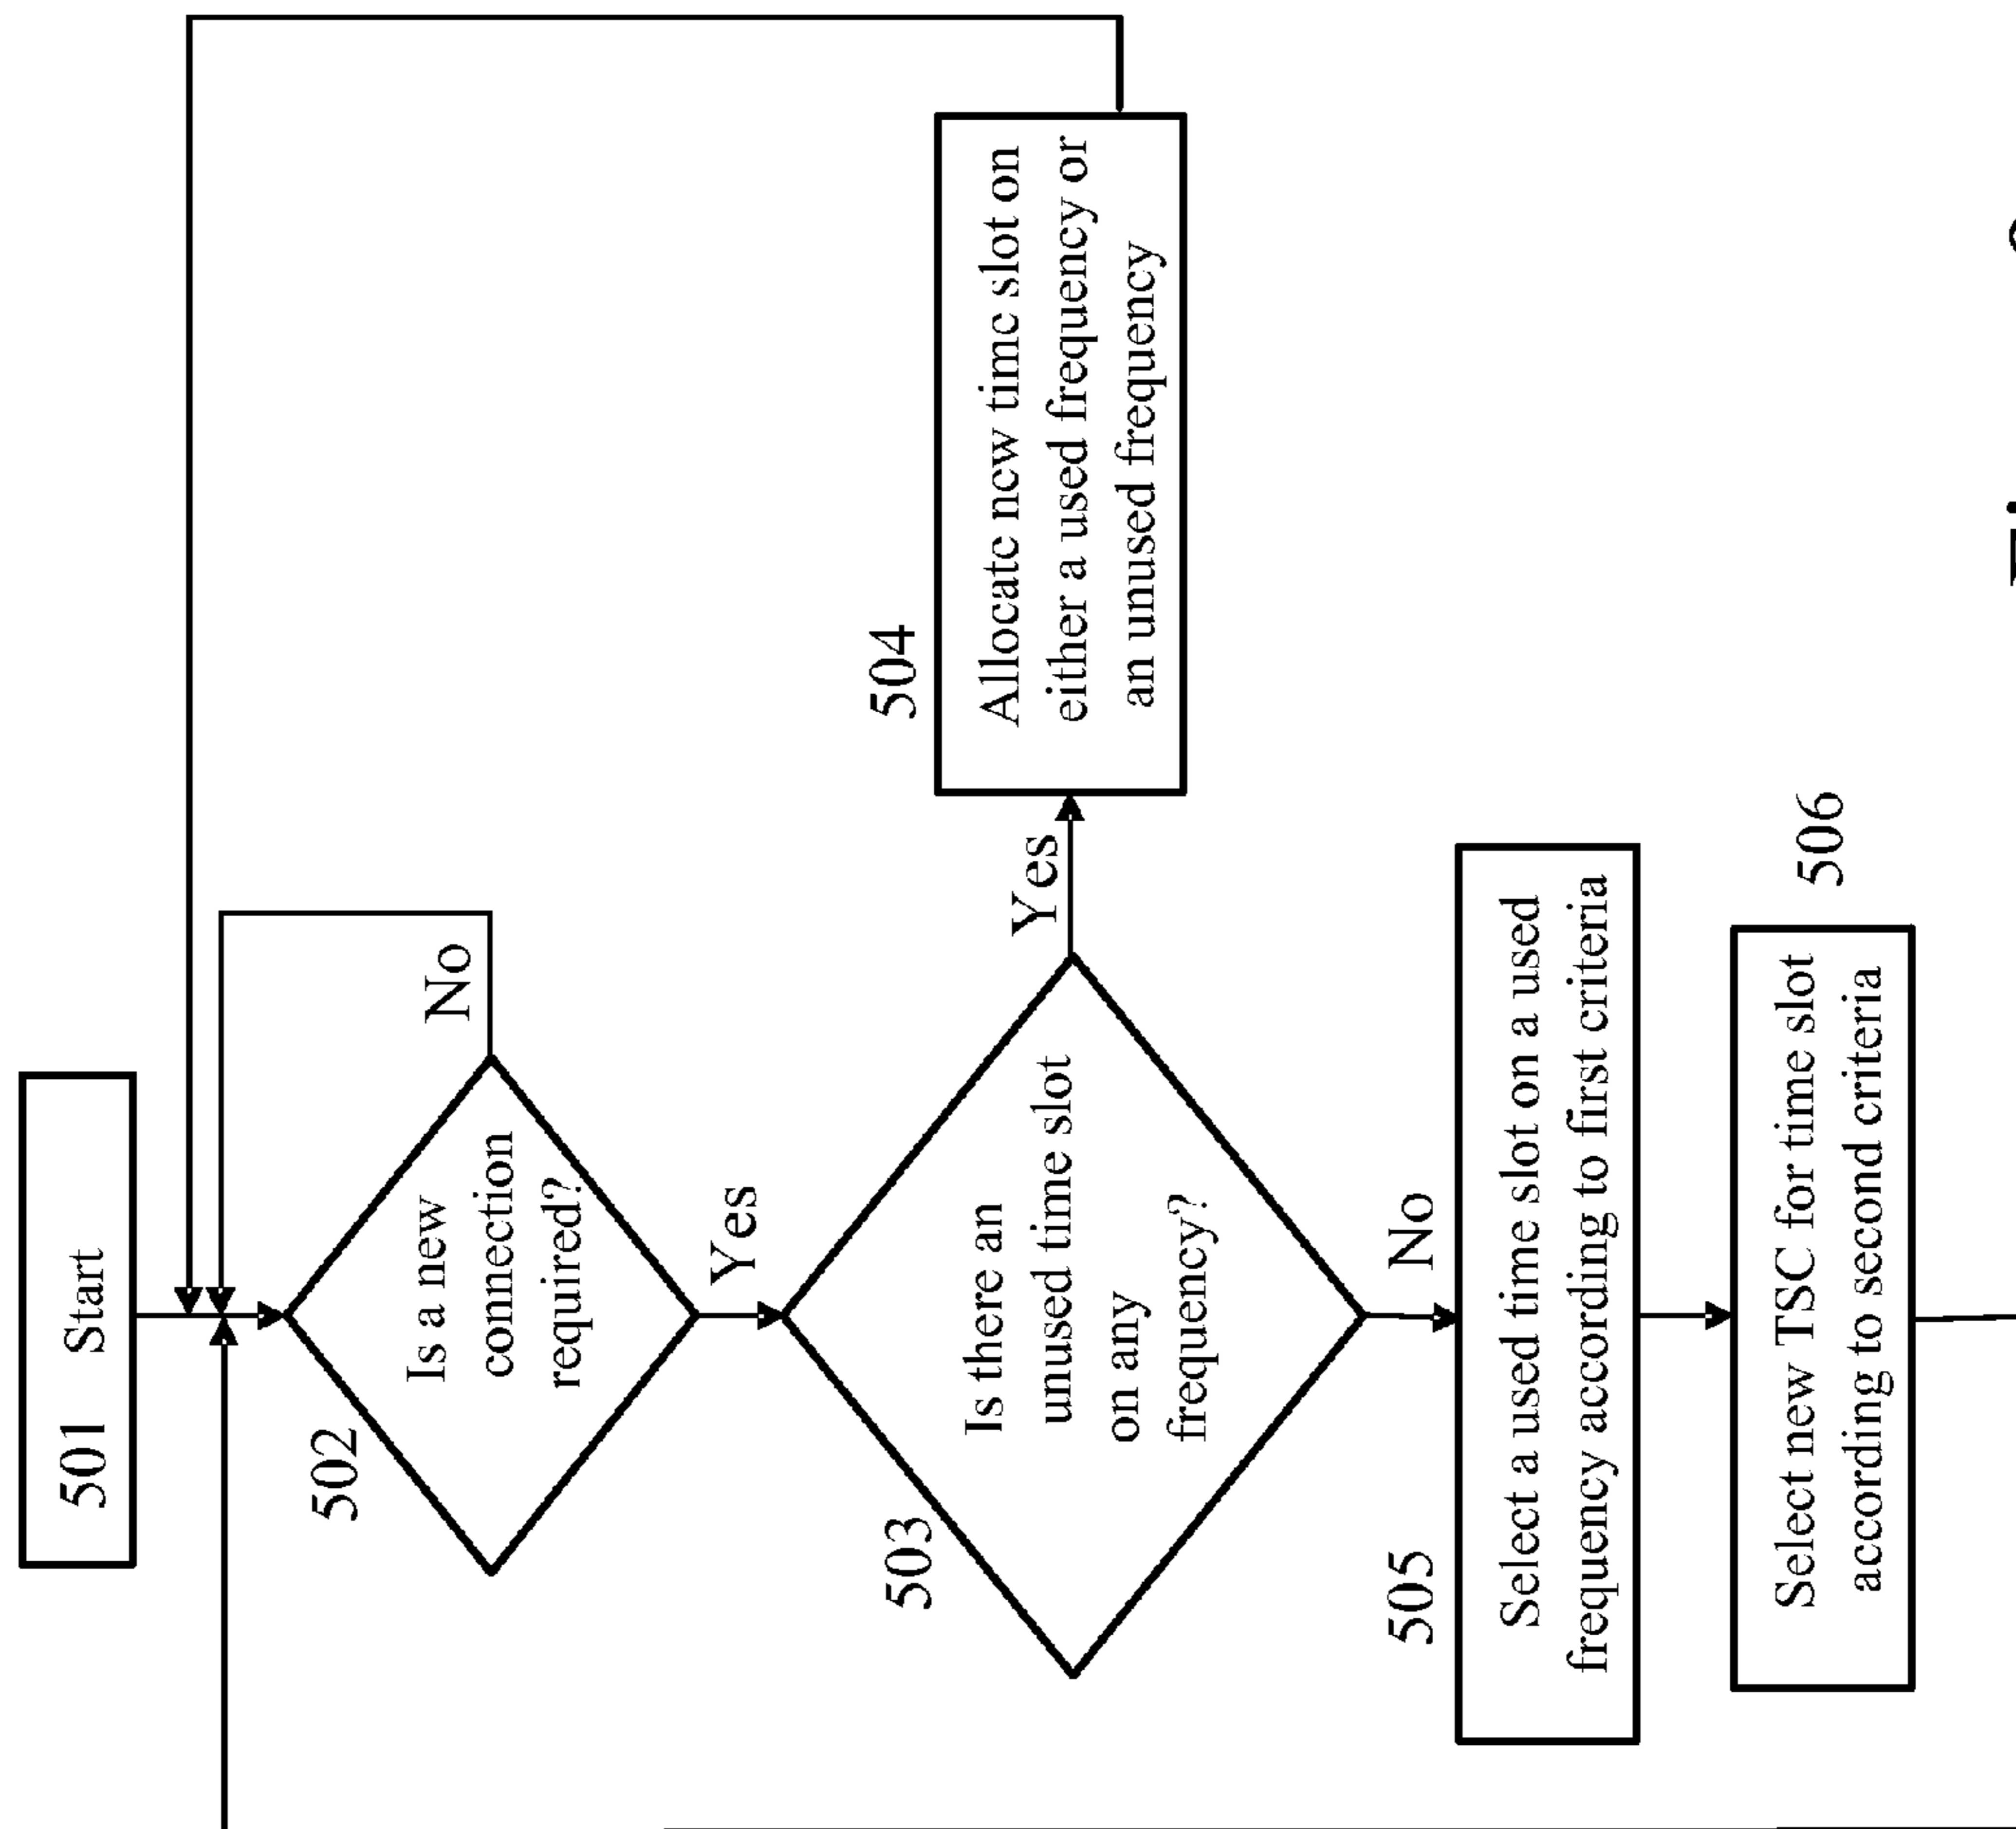 501 Start
502
Is a new
connection
required?
No
Yes
503
Is there an
unused time slot
on any
frequency?
Yes
504
Allocate new time slot on
either a used frequency or
an unused frequency
No
505
Select a used time slot on a used
frequency according to first criteria
506
Select new TSC for time slot
according to second criteria